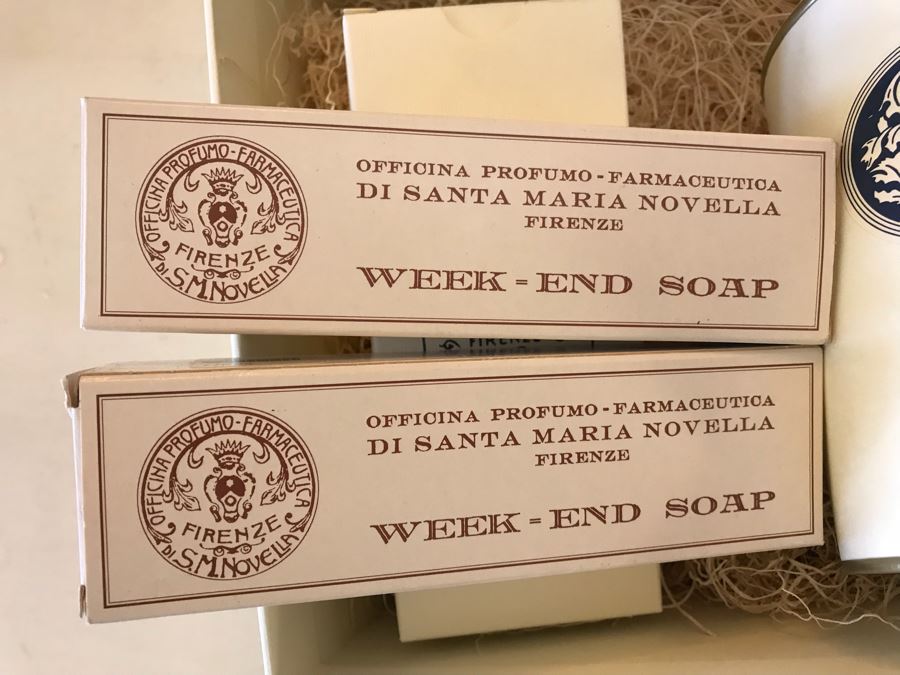 OFFICINA PROFUMO-FARMACEUTICA
DI S.M.NOVELLA
FIRENZE
OFFICINA PROFUMO-FARMACEUTICA
DI SANTA MARIA NOVELLA
FIRENZE
WEEK=END SOAP
FIRENZE
OFFICINA PROFUMO-FARMACEUTICA
DI S.M.NOVELLA
FIRENZE
OFFICINA PROFUMO-FARMACEUTICA
DI SANTA MARIA NOVELLA
FIRENZE
WEEK=END SOAP